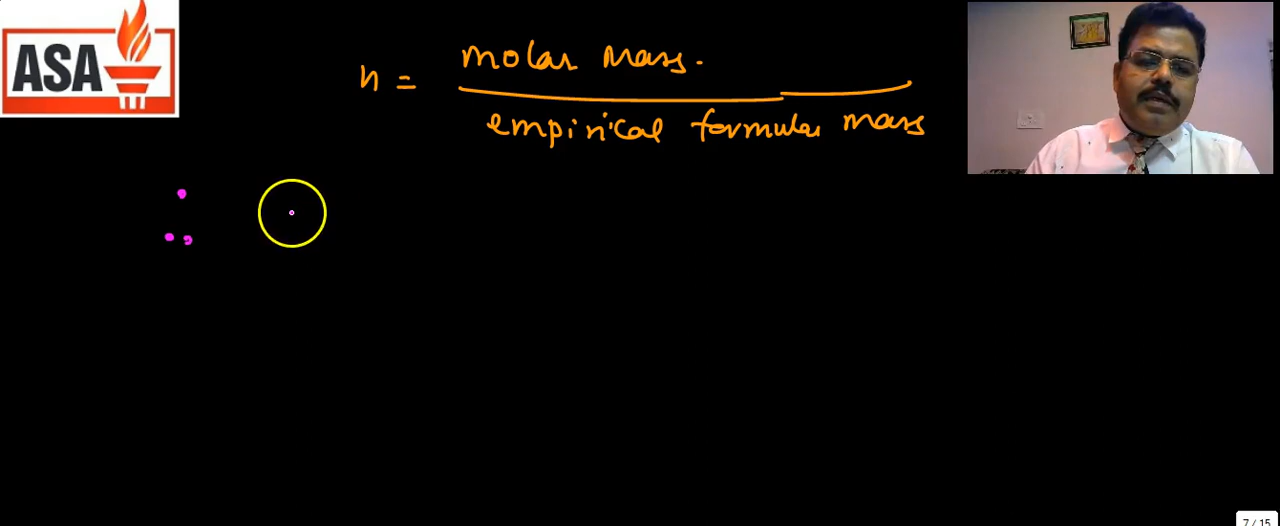 ASA
molar mass.
n =
empirical formula mass
∴
7 / 15